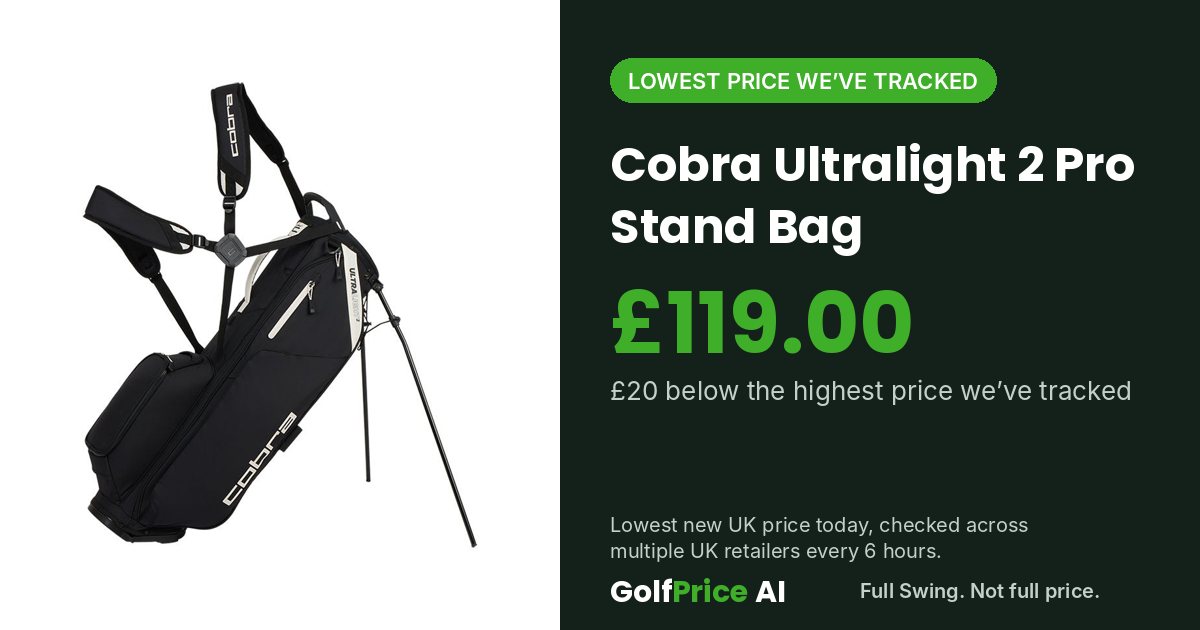 cobra
ULTRALIGHT
cobra
LOWEST PRICE WE’VE TRACKED
Cobra Ultralight 2 Pro
Stand Bag
£119.00
£20 below the highest price we’ve tracked
Lowest new UK price today, checked across
multiple UK retailers every 6 hours.
GolfPrice AI
Full Swing. Not full price.